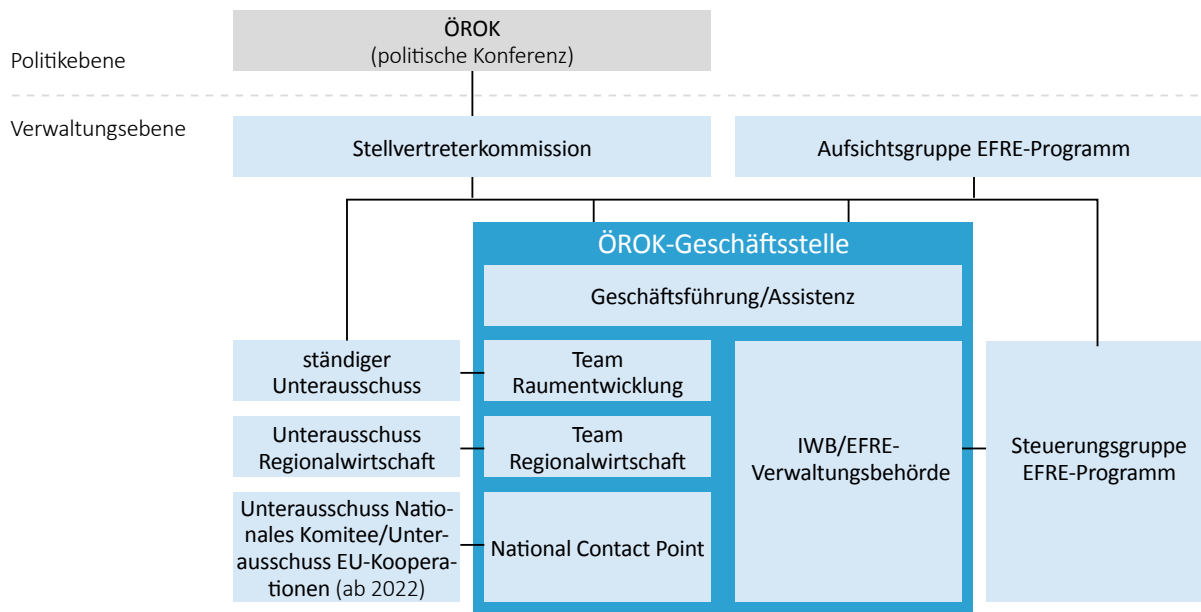 ÖROK
(politische Konferenz)
Politikebene
Verwaltungsebene
Stellvertreterkommission
Aufsichtsgruppe EFRE-Programm
ÖROK-Geschäftsstelle
Geschäftsführung/Assistenz
ständiger
Unterausschuss
Team
Raumentwicklung
Unterausschuss
Regionalwirtschaft
Team
Regionalwirtschaft
IWB/EFRE-
Verwaltungsbehörde
Steuerungsgruppe
EFRE-Programm
Unterausschuss Natio-
nales Komitee/Unter-
ausschuss EU-Koopera-
tionen (ab 2022)
National Contact Point